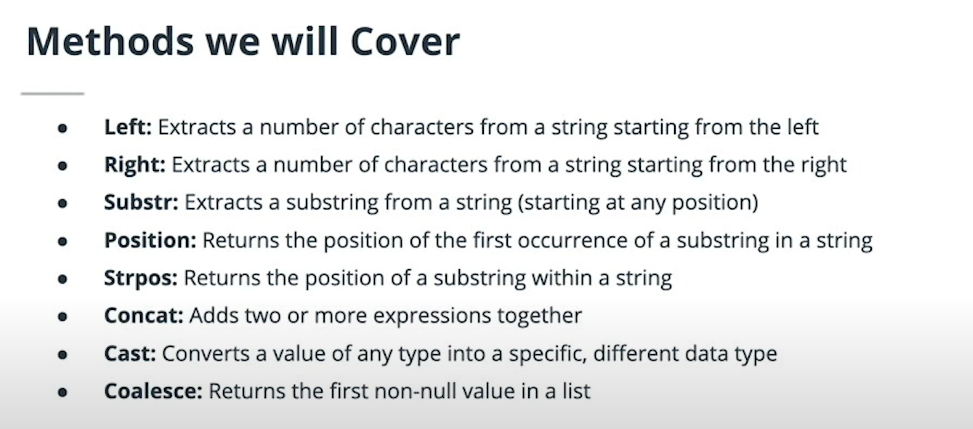 Methods we will Cover
● Left: Extracts a number of characters from a string starting from the left
● Right: Extracts a number of characters from a string starting from the right
● Substr: Extracts a substring from a string (starting at any position)
● Position: Returns the position of the first occurrence of a substring in a string
● Strpos: Returns the position of a substring within a string
● Concat: Adds two or more expressions together
● Cast: Converts a value of any type into a specific, different data type
● Coalesce: Returns the first non-null value in a list